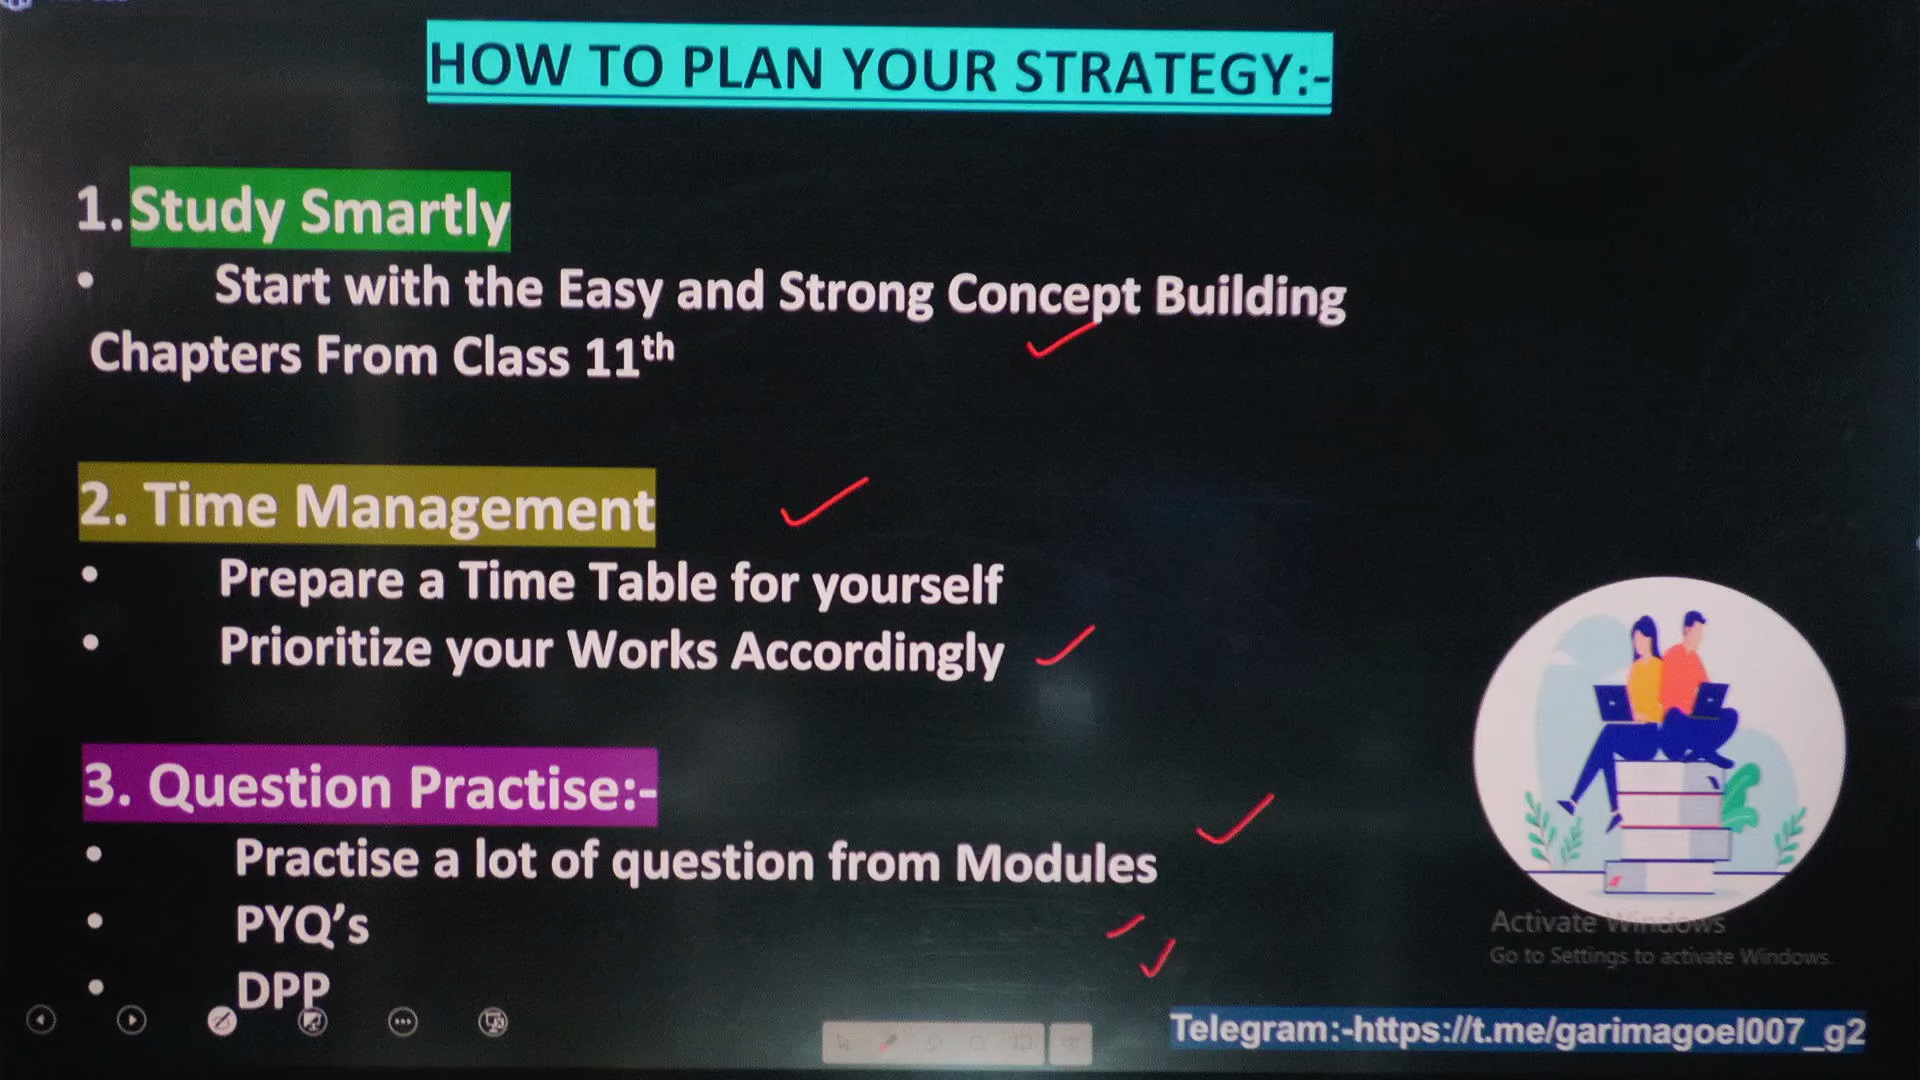 HOW TO PLAN YOUR STRATEGY:-
1. Study Smartly
• Start with the Easy and Strong Concept Building
Chapters From Class 11th
2. Time Management
• Prepare a Time Table for yourself
• Prioritize your Works Accordingly
3. Question Practise:-
• Practise a lot of question from Modules
• PYQ's
• DPP
Activate Windows
Go to Settings to activate Windows.
Telegram:-https://t.me/garimagoel007_g2